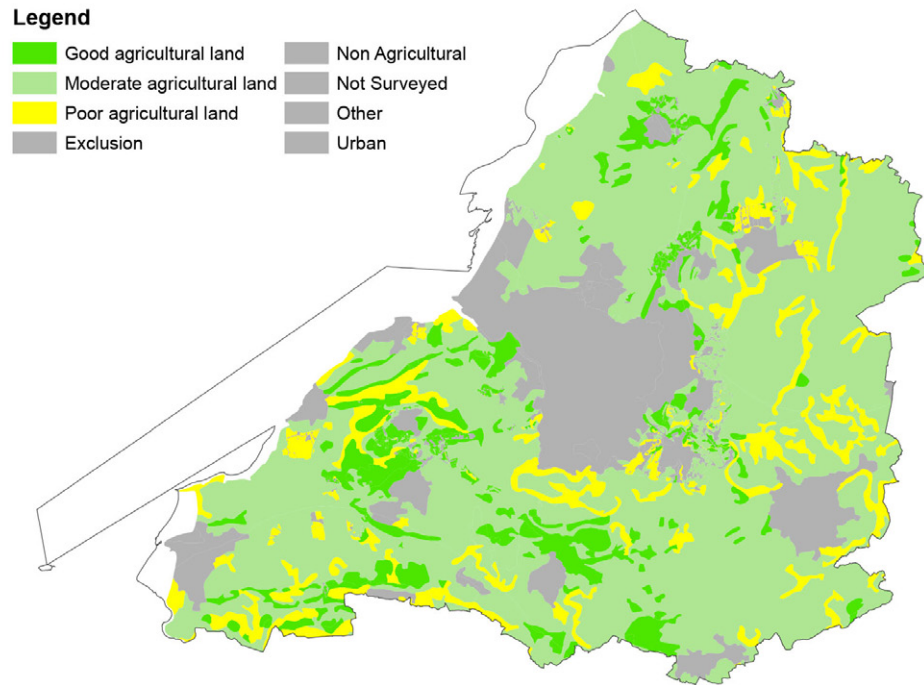 Legend
Good agricultural land
Moderate agricultural land
Poor agricultural land
Exclusion
Non Agricultural
Not Surveyed
Other
Urban